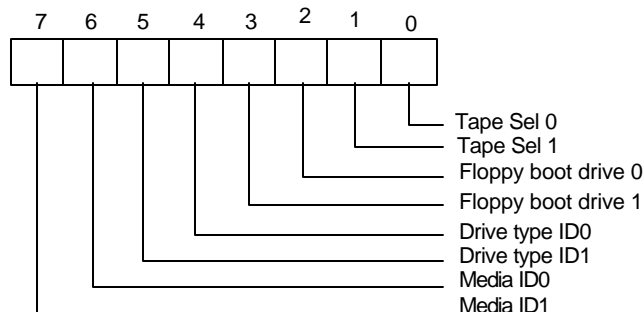 7 6 5 4 3 2 1 0
Tape Sel 0
Tape Sel 1
Floppy boot drive 0
Floppy boot drive 1
Drive type ID0
Drive type ID1
Media ID0
Media ID1